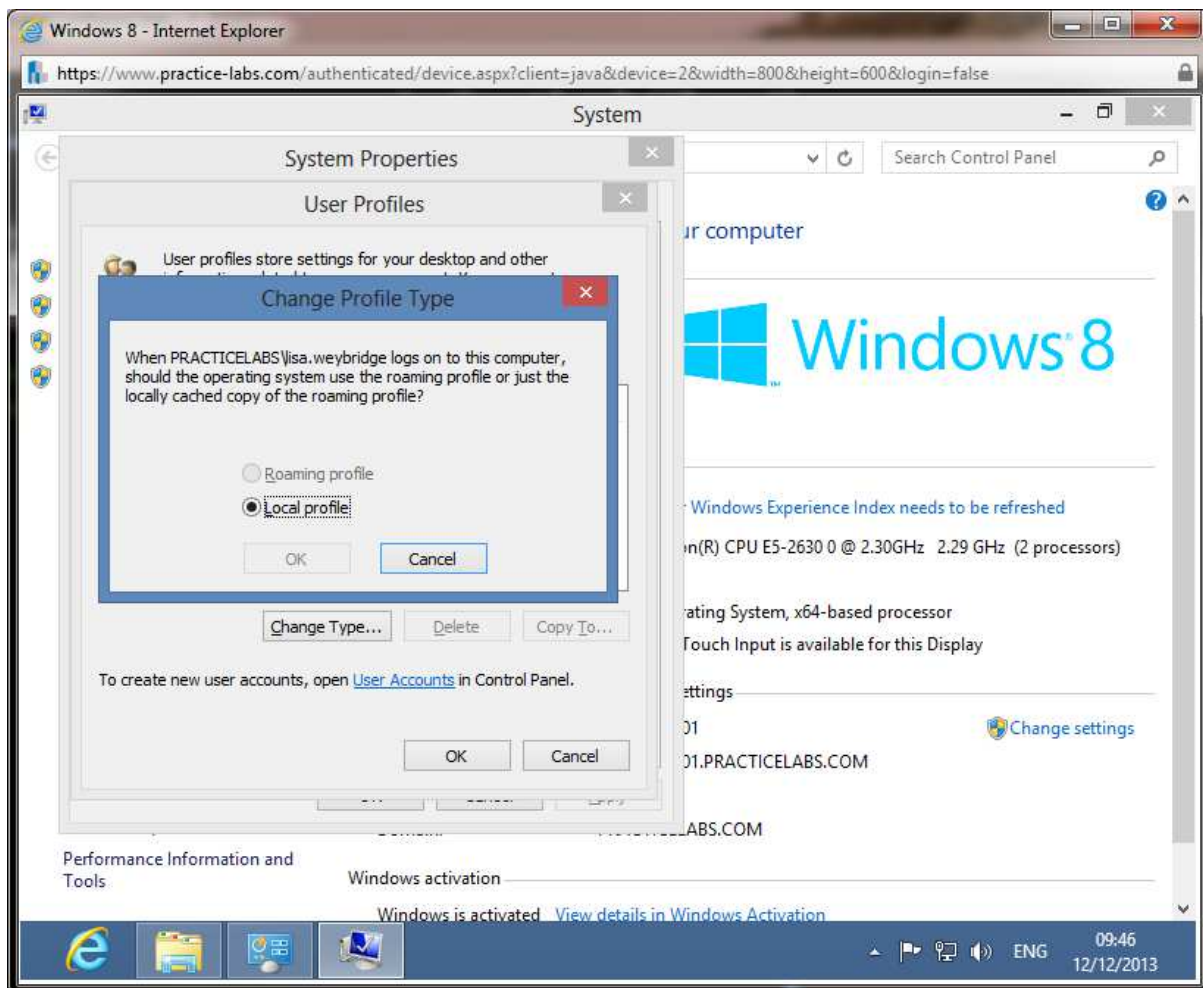 Windows 8 - Internet Explorer
https://www.practice-labs.com/authenticated/device.aspx?client=java&device=2&width=800&height=600&login=false
System
System Properties
Search Control Panel
User Profiles
ur computer
User profiles store settings for your desktop and other
Change Profile Type
Windows 8
When PRACTICELABS\lisa.weybridge logs on to this computer,
should the operating system use the roaming profile or just the
locally cached copy of the roaming profile?
Roaming profile
Local profile
Windows Experience Index needs to be refreshed
OK Cancel
on(R) CPU E5-2630 0 @ 2.30GHz 2.29 GHz (2 processors)
rating System, x64-based processor
Change Type... Delete Copy To...
Touch Input is available for this Display
To create new user accounts, open User Accounts in Control Panel.
ettings
01
Change settings
OK Cancel
01.PRACTICELABS.COM
ABS.COM
Performance Information and
Tools
Windows activation
Windows is activated View details in Windows Activation
ENG
09:46
12/12/2013